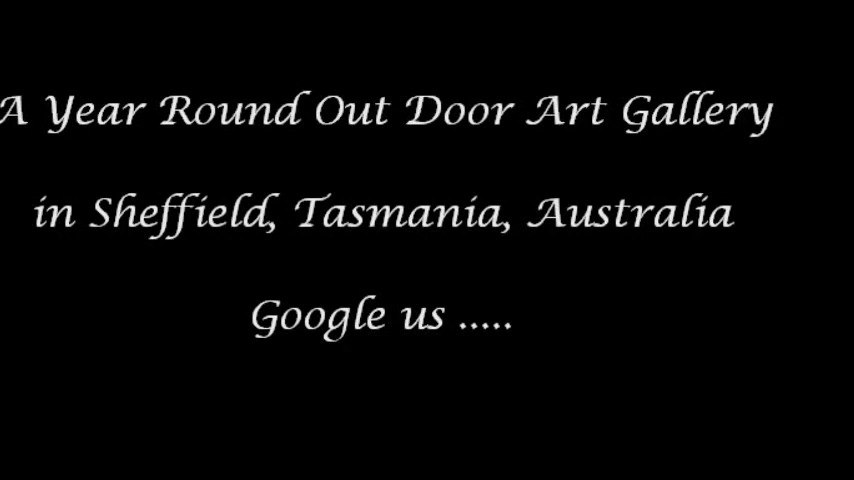 A Year Round Out Door Art Gallery
in Sheffield, Tasmania, Australia
Google us .....